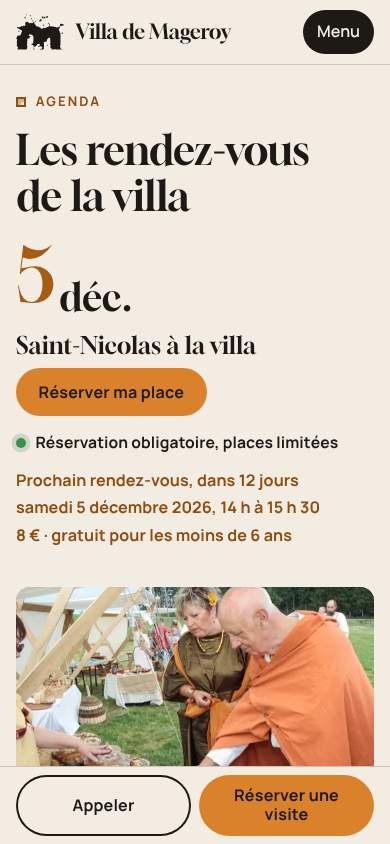 Villa de Mageroy
Menu
AGENDA
Les rendez-vous
de la villa
5 déc.
Saint-Nicolas à la villa
Réserver ma place
Réservation obligatoire, places limitées
Prochain rendez-vous, dans 12 jours
samedi 5 décembre 2026, 14 h à 15 h 30
8 € · gratuit pour les moins de 6 ans
Appeler
Réserver une
visite